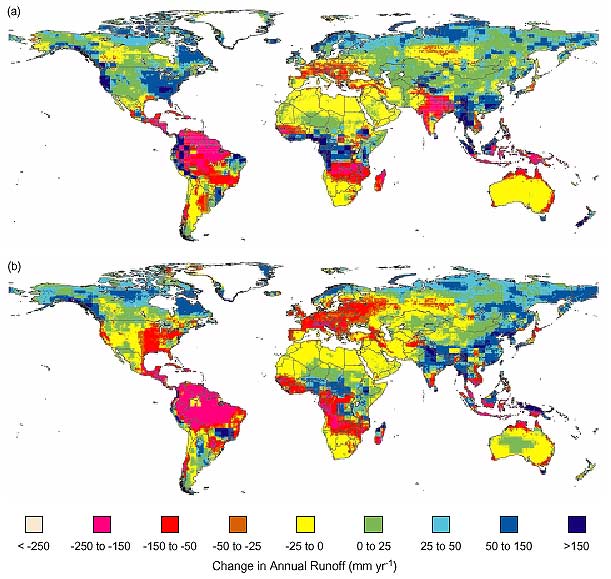 (a)
(b)
< -250 -250 to -150 -150 to -50 -50 to -25 -25 to 0 0 to 25 25 to 50 50 to 150 >150
Change in Annual Runoff (mm yr⁻¹)